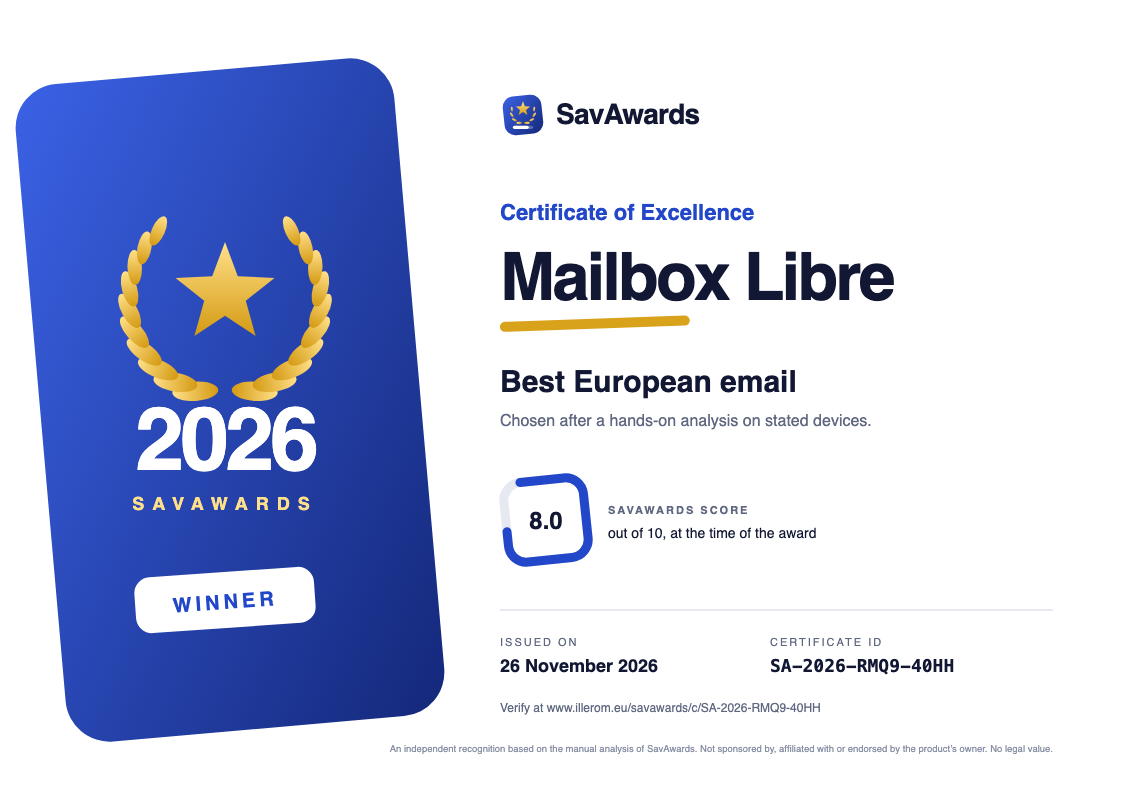 2026
SAVAWARDS
WINNER
SavAwards
Certificate of Excellence
Mailbox Libre
Best European email
Chosen after a hands-on analysis on stated devices.
8.0
SAVAWARDS SCORE
out of 10, at the time of the award
ISSUED ON
26 November 2026
CERTIFICATE ID
SA–2026–RMQ9–40HH
Verify at www.illerom.eu/savawards/c/SA-2026-RMQ9-40HH
An independent recognition based on the manual analysis of SavAwards. Not sponsored by, affiliated with or endorsed by the product's owner. No legal value.